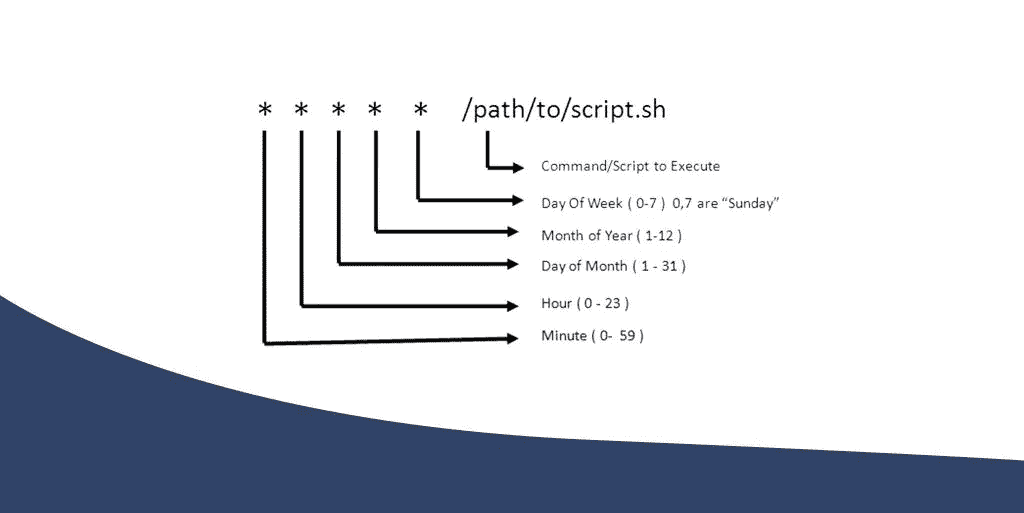 * * * * * /path/to/script.sh
Command/Script to Execute
Day Of Week ( 0-7 ) 0,7 are “Sunday”
Month of Year ( 1-12 )
Day of Month ( 1 - 31 )
Hour ( 0 - 23 )
Minute ( 0- 59 )